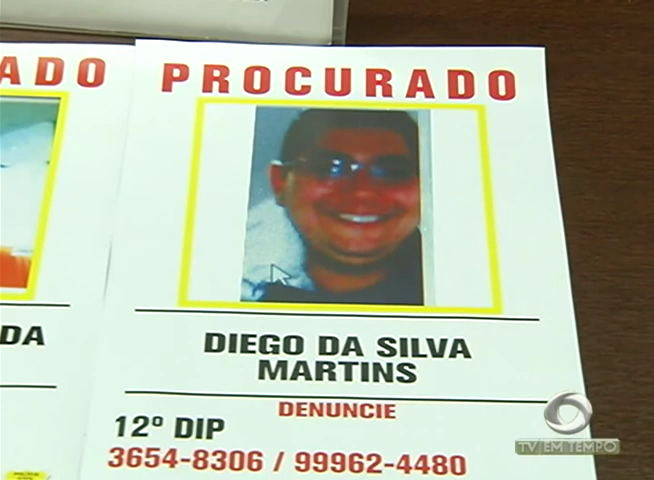 ADO
PROCURADO
DA
DIEGO DA SILVA
MARTINS
DENUNCIE
12º DIP
3654-8306 / 99962-4480
TV EM TEMPO